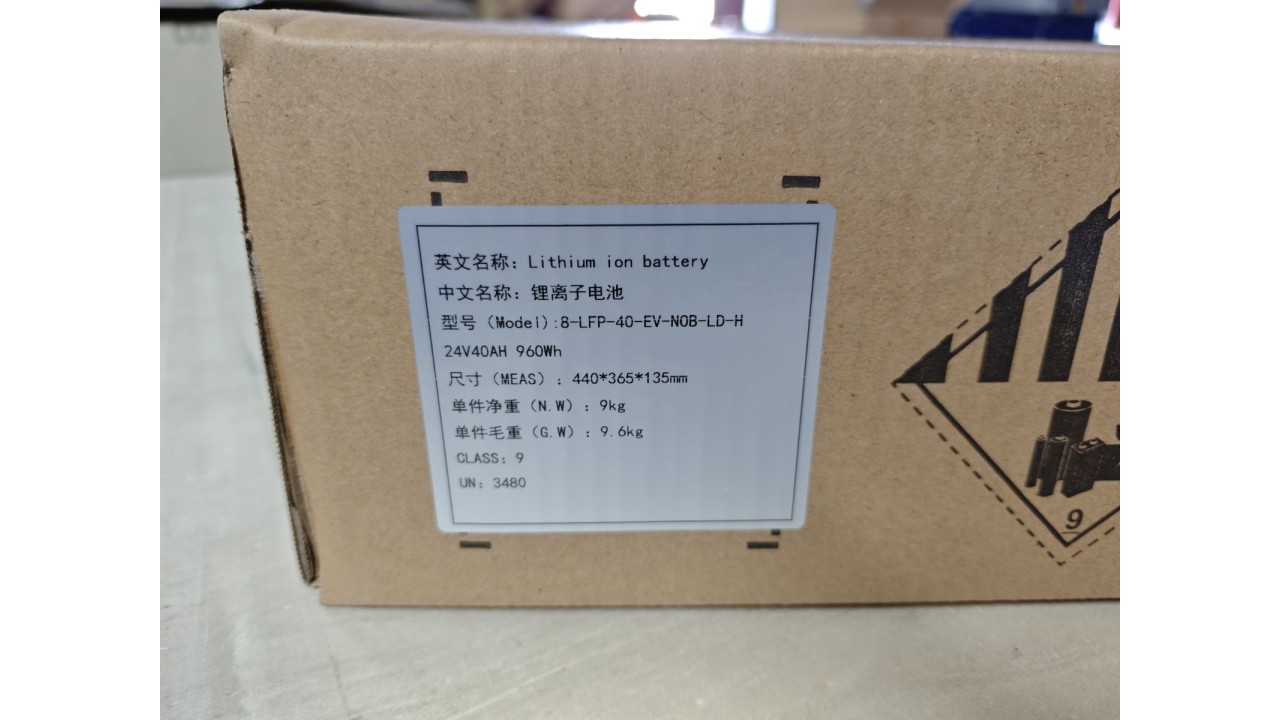 英文名称：Lithium ion battery
中文名称：锂离子电池
型号（Model）:8-LFP-40-EV-NOB-LD-H
24V40AH 960Wh
尺寸（MEAS）：440*365*135mm
单件净重（N.W）：9kg
单件毛重（G.W）：9.6kg
CLASS：9
UN：3480
9